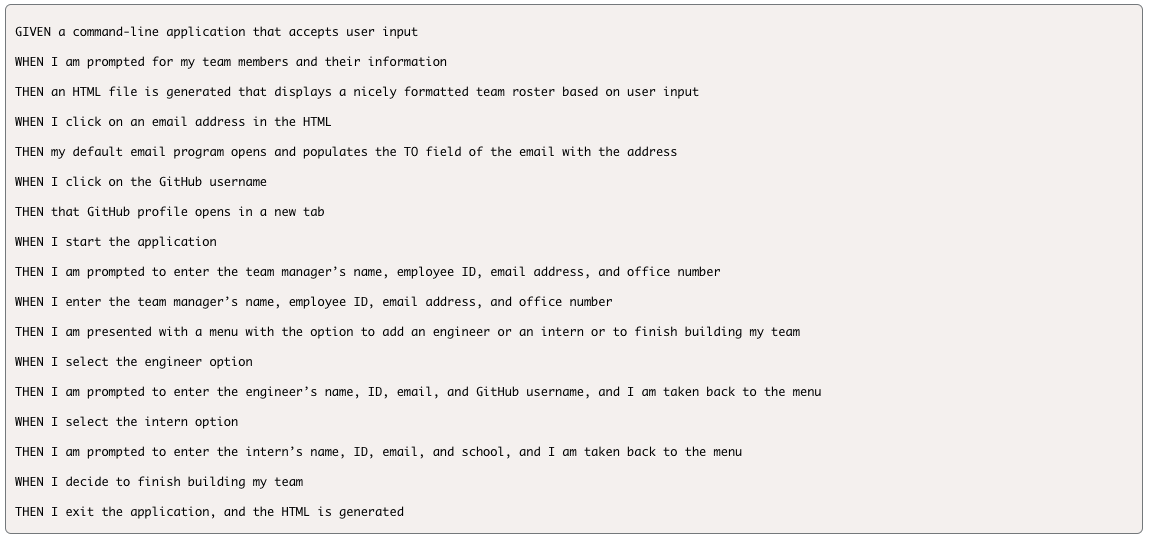 GIVEN a command-line application that accepts user input
WHEN I am prompted for my team members and their information
THEN an HTML file is generated that displays a nicely formatted team roster based on user input
WHEN I click on an email address in the HTML
THEN my default email program opens and populates the TO field of the email with the address
WHEN I click on the GitHub username
THEN that GitHub profile opens in a new tab
WHEN I start the application
THEN I am prompted to enter the team manager’s name, employee ID, email address, and office number
WHEN I enter the team manager’s name, employee ID, email address, and office number
THEN I am presented with a menu with the option to add an engineer or an intern or to finish building my team
WHEN I select the engineer option
THEN I am prompted to enter the engineer’s name, ID, email, and GitHub username, and I am taken back to the menu
WHEN I select the intern option
THEN I am prompted to enter the intern’s name, ID, email, and school, and I am taken back to the menu
WHEN I decide to finish building my team
THEN I exit the application, and the HTML is generated